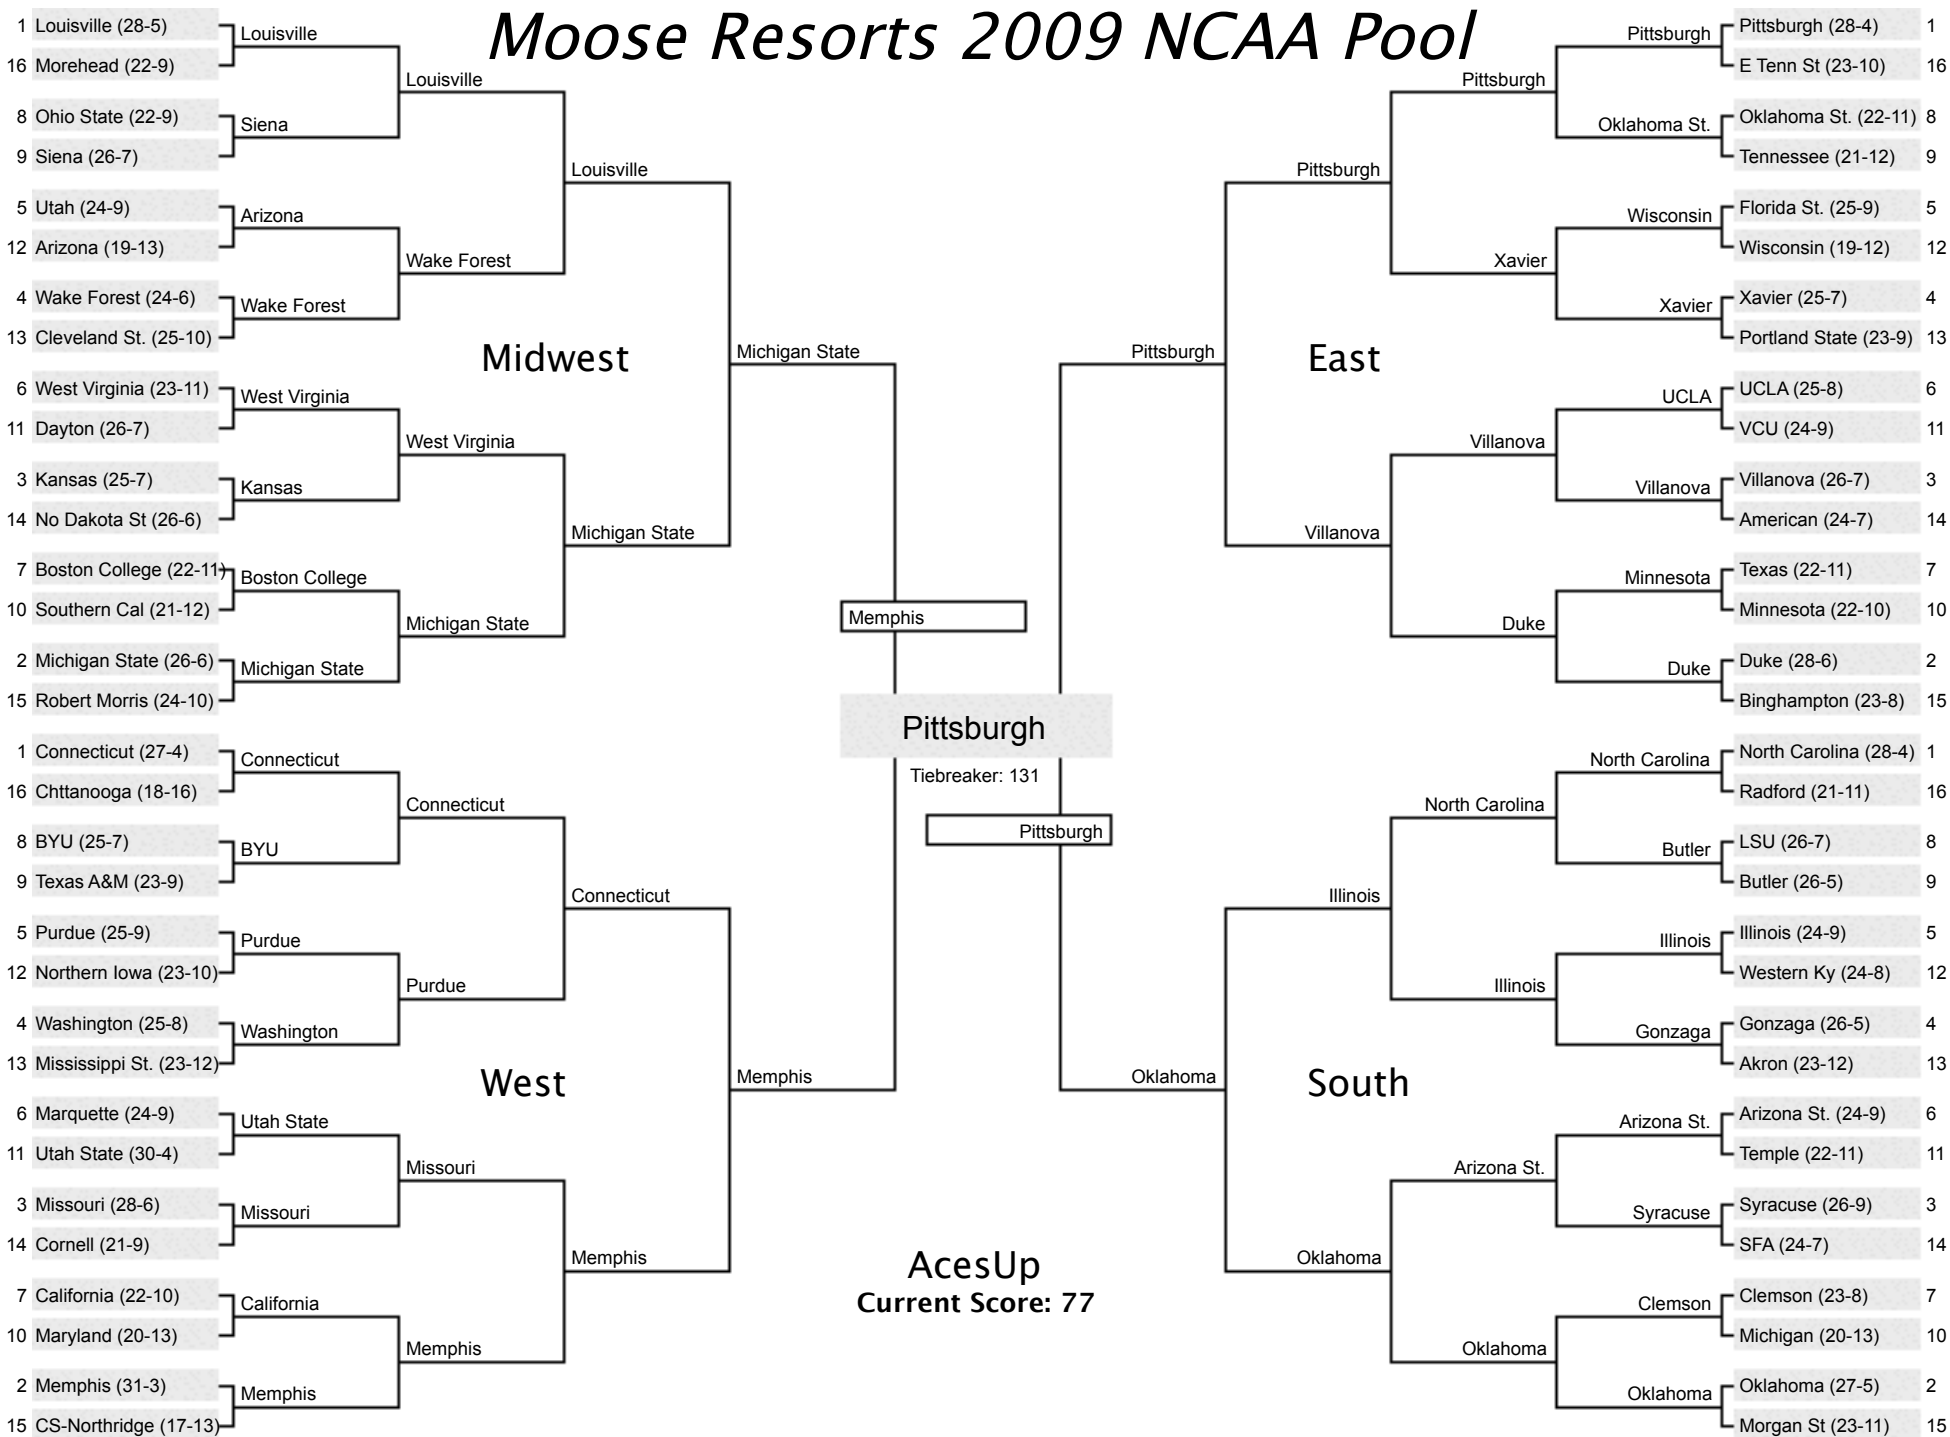 Moose Resorts 2009 NCAA Pool
1 Louisville (28-5)
16 Morehead (22-9)
8 Ohio State (22-9)
9 Siena (26-7)
5 Utah (24-9)
12 Arizona (19-13)
4 Wake Forest (24-6)
13 Cleveland St. (25-10)
6 West Virginia (23-11)
11 Dayton (26-7)
3 Kansas (25-7)
14 No Dakota St (26-6)
7 Boston College (22-11)
10 Southern Cal (21-12)
2 Michigan State (26-6)
15 Robert Morris (24-10)
Louisville
Siena
Arizona
Wake Forest
West Virginia
Kansas
Boston College
Michigan State
Louisville
Wake Forest
West Virginia
Michigan State
Louisville
Michigan State
Michigan State
Midwest
1 Connecticut (27-4)
16 Chttanooga (18-16)
8 BYU (25-7)
9 Texas A&M (23-9)
5 Purdue (25-9)
12 Northern Iowa (23-10)
4 Washington (25-8)
13 Mississippi St. (23-12)
6 Marquette (24-9)
11 Utah State (30-4)
3 Missouri (28-6)
14 Cornell (21-9)
7 California (22-10)
10 Maryland (20-13)
2 Memphis (31-3)
15 CS-Northridge (17-13)
Connecticut
BYU
Purdue
Washington
Utah State
Missouri
California
Memphis
Connecticut
Purdue
Missouri
Memphis
Connecticut
Memphis
Memphis
West
Memphis
Pittsburgh
Tiebreaker: 131
Pittsburgh
AcesUp
Current Score: 77
Pittsburgh (28-4) 1
E Tenn St (23-10) 16
Oklahoma St. (22-11) 8
Tennessee (21-12) 9
Florida St. (25-9) 5
Wisconsin (19-12) 12
Xavier (25-7) 4
Portland State (23-9) 13
UCLA (25-8) 6
VCU (24-9) 11
Villanova (26-7) 3
American (24-7) 14
Texas (22-11) 7
Minnesota (22-10) 10
Duke (28-6) 2
Binghampton (23-8) 15
Pittsburgh
Oklahoma St.
Wisconsin
Xavier
UCLA
Villanova
Minnesota
Duke
Pittsburgh
Xavier
Villanova
Duke
Pittsburgh
Villanova
Pittsburgh
East
North Carolina (28-4) 1
Radford (21-11) 16
LSU (26-7) 8
Butler (26-5) 9
Illinois (24-9) 5
Western Ky (24-8) 12
Gonzaga (26-5) 4
Akron (23-12) 13
Arizona St. (24-9) 6
Temple (22-11) 11
Syracuse (26-9) 3
SFA (24-7) 14
Clemson (23-8) 7
Michigan (20-13) 10
Oklahoma (27-5) 2
Morgan St (23-11) 15
North Carolina
Butler
Illinois
Gonzaga
Arizona St.
Syracuse
Clemson
Oklahoma
North Carolina
Illinois
Arizona St.
Oklahoma
Illinois
Oklahoma
Oklahoma
South